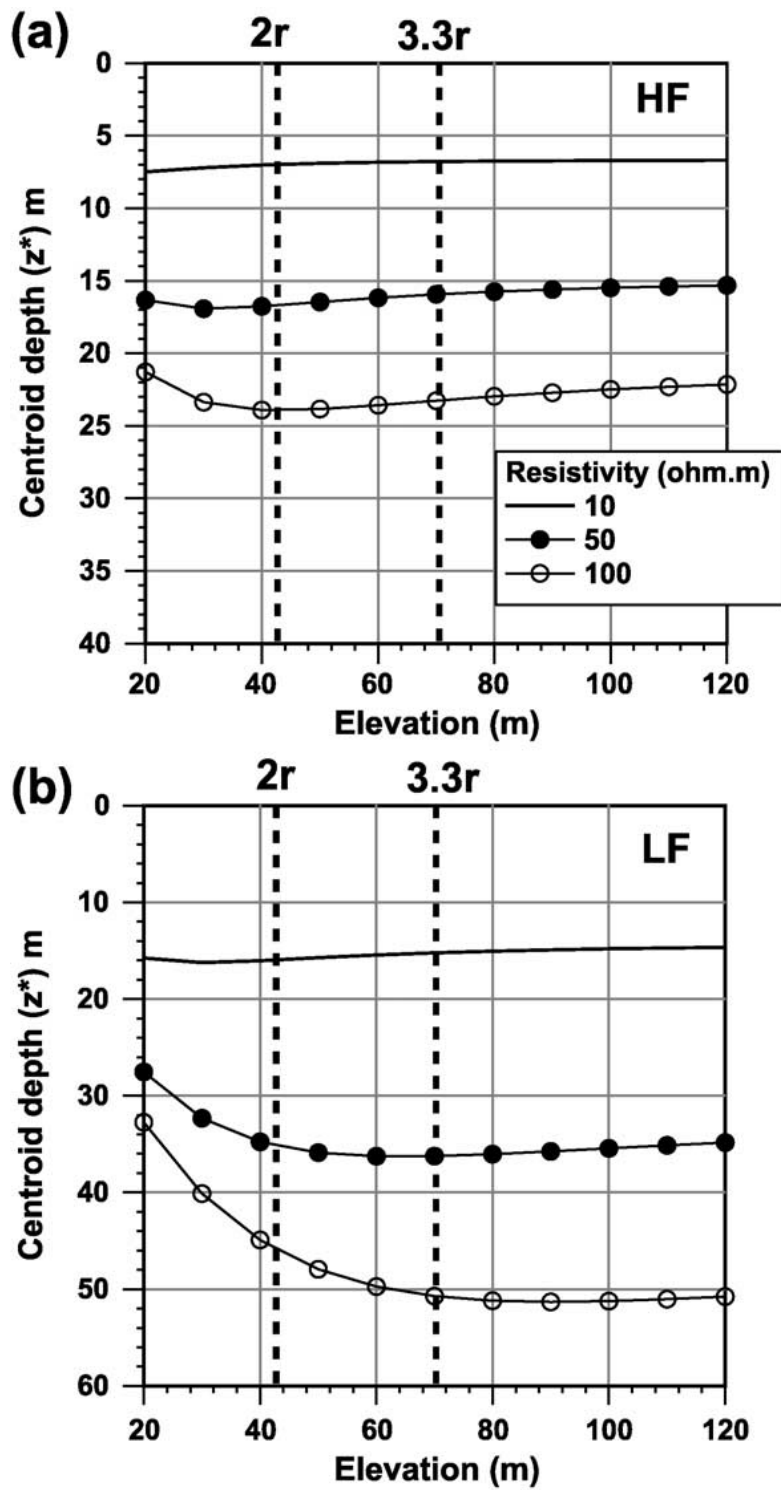 (a)
2r
3.3r
HF
0
5
10
15
20
25
30
35
40
Centroid depth (z*) m
Resistivity (ohm.m)
10
50
100
20 40 60 80 100 120
Elevation (m)
(b)
2r
3.3r
LF
0
10
20
30
40
50
60
Centroid depth (z*) m
20 40 60 80 100 120
Elevation (m)